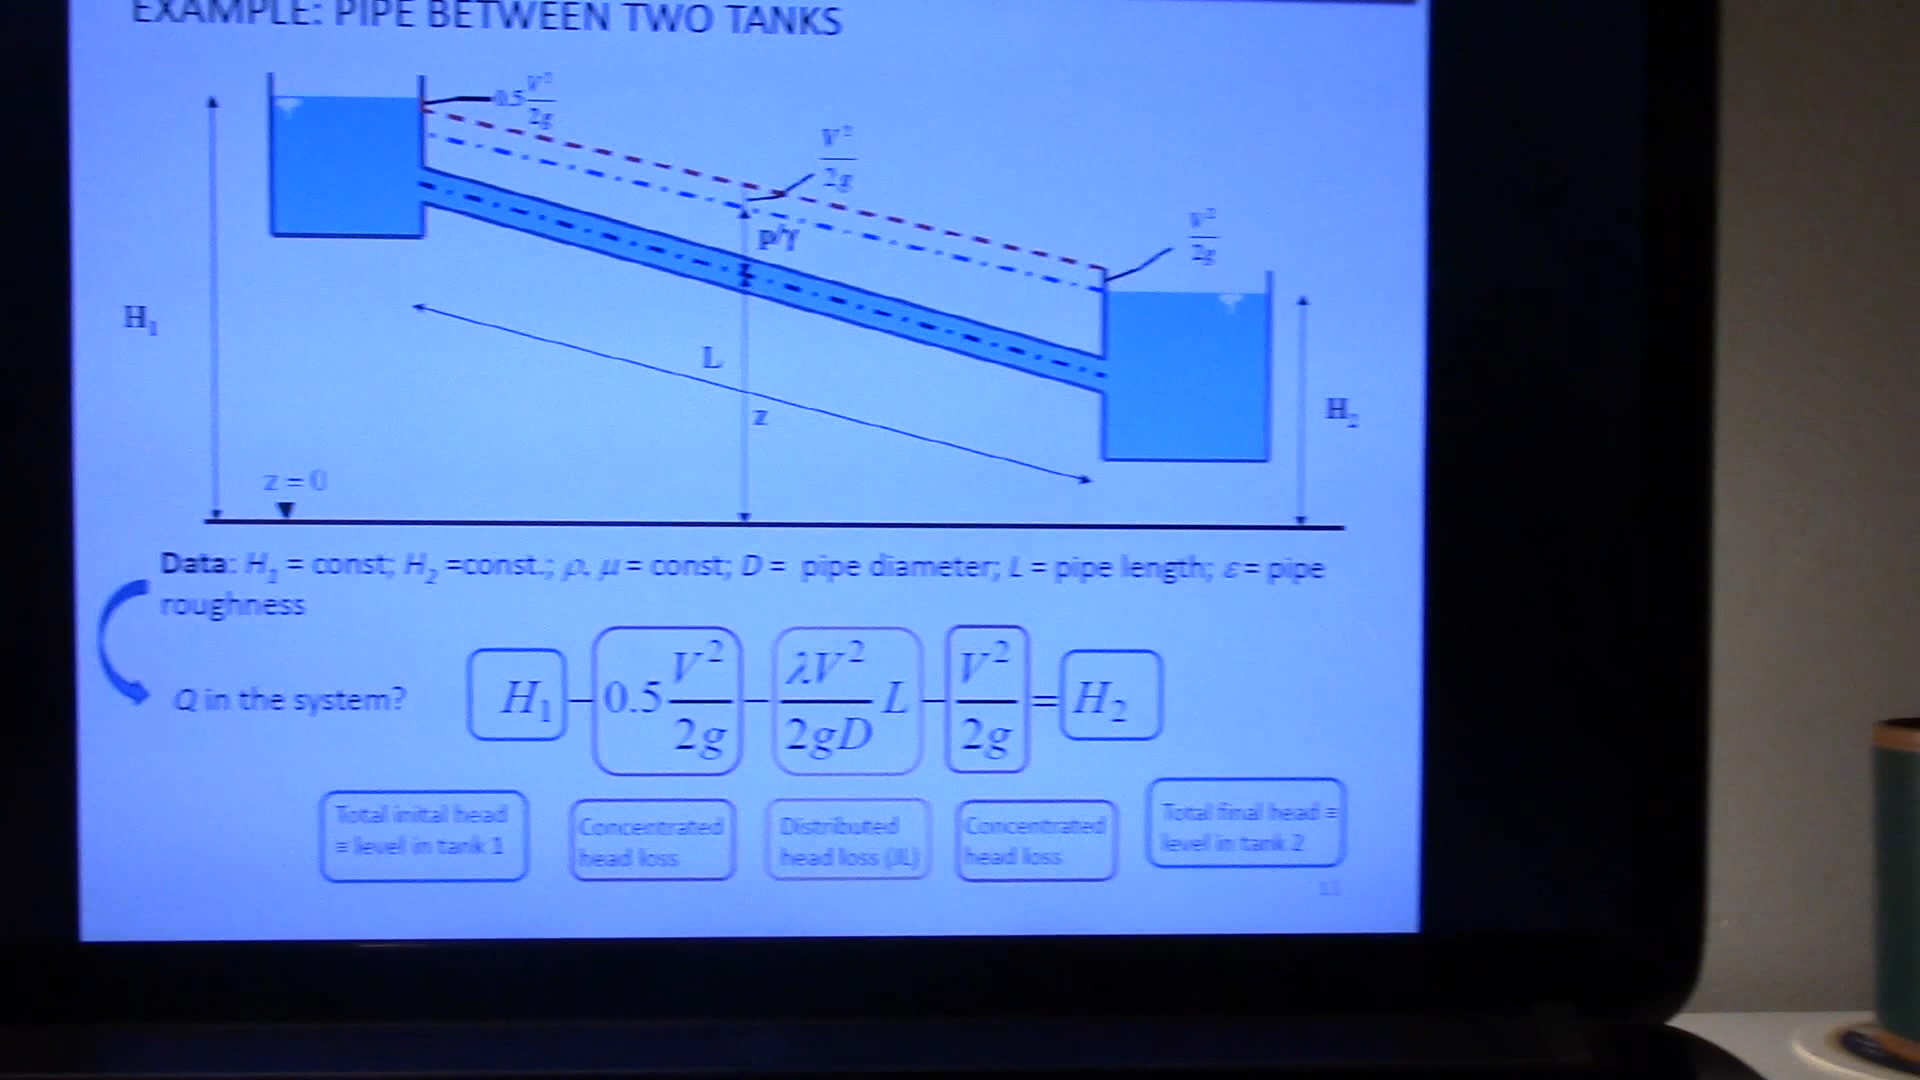 EXAMPLE: PIPE BETWEEN TWO TANKS
0.5 V²/2g
V²/2g
P/γ
V²/2g
H₁
L
z
H₂
z = 0
Data: H₁ = const; H₂ =const.; ρ. μ = const; D = pipe diameter; L = pipe length; ε = pipe
roughness
Q in the system?
H₁ − 0.5 V²/2g − λV²/2gD L − V²/2g = H₂
Total inital head
≡ level in tank 1
Concentrated
head loss
Distributed
head loss (JL)
Concentrated
head loss
Total final head ≡
level in tank 2